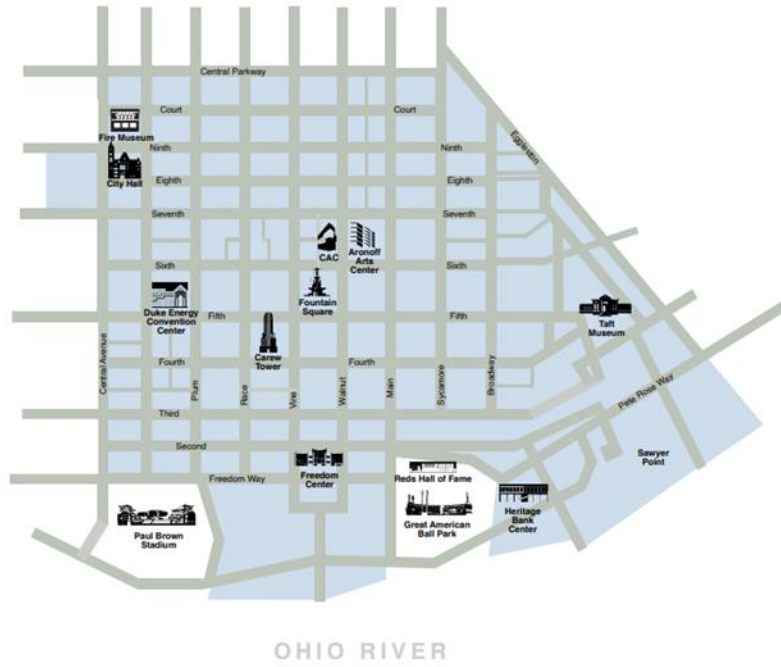 Central Parkway
Court
Court
Fire Museum
Eggleston
Ninth
Ninth
City Hall
Eighth
Eighth
Seventh
Seventh
CAC
Aronoff
Arts
Center
Sixth
Sixth
Fountain
Square
Duke Energy
Convention
Center
Fifth
Fifth
Taft
Museum
Carew
Tower
Fourth
Fourth
Central Avenue
Plum
Race
Vine
Walnut
Main
Sycamore
Broadway
Pete Rose Way
Third
Second
Sawyer
Point
Freedom Way
Freedom
Center
Reds Hall of Fame
Heritage
Bank
Center
Great American
Ball Park
Paul Brown
Stadium
OHIO RIVER